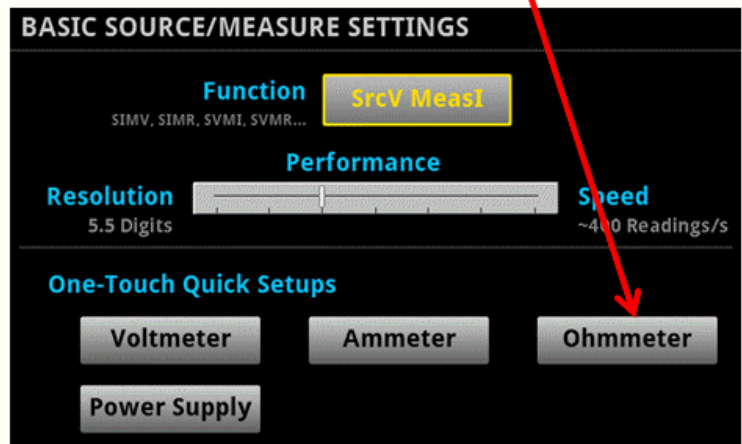 BASIC SOURCE/MEASURE SETTINGS
Function
SIMV, SIMR, SVMI, SVMR...
SrcV MeasI
Performance
Resolution
5.5 Digits
Speed
~400 Readings/s
One-Touch Quick Setups
Voltmeter
Ammeter
Ohmmeter
Power Supply